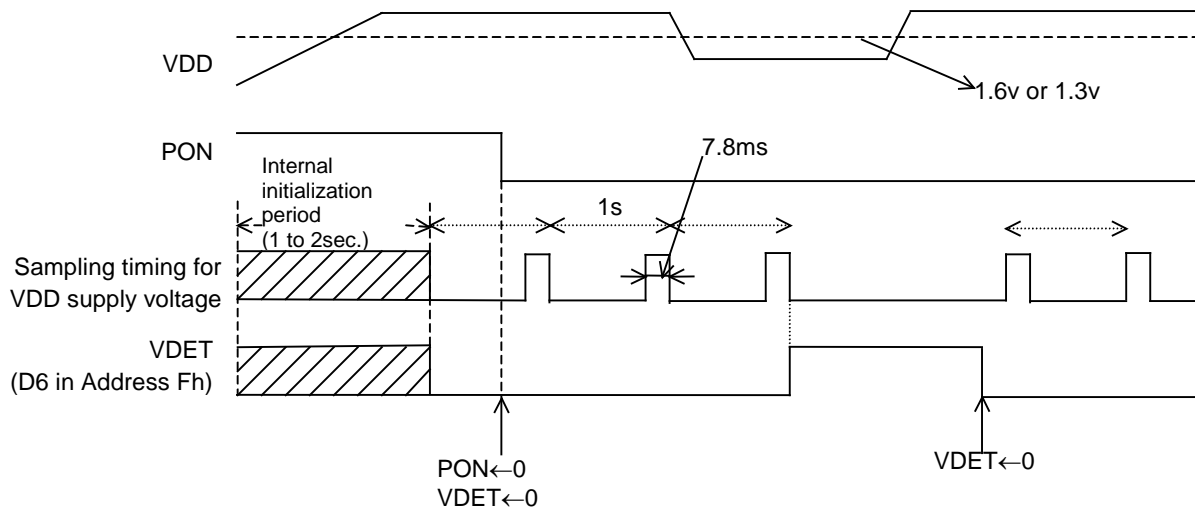 VDD
1.6v or 1.3v
PON
7.8ms
Internal
initialization
period
(1 to 2sec.)
1s
Sampling timing for
VDD supply voltage
VDET
(D6 in Address Fh)
PON←0
VDET←0
VDET←0